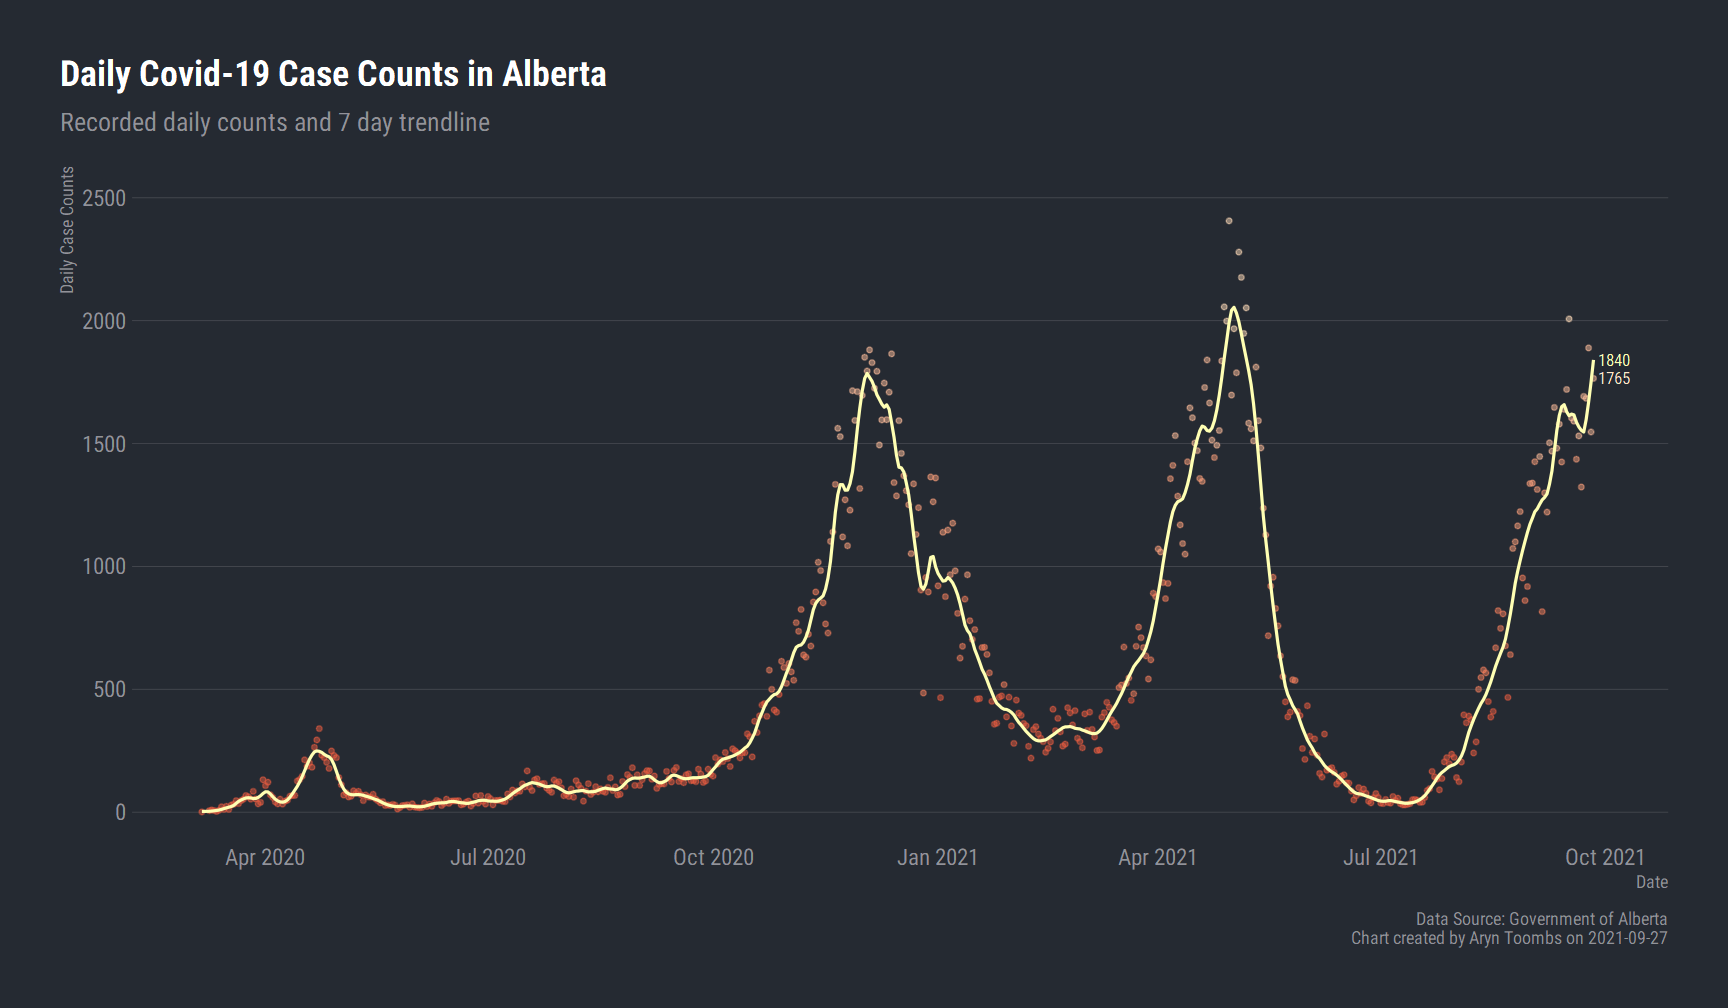 Daily Covid-19 Case Counts in Alberta
Recorded daily counts and 7 day trendline
Daily Case Counts
2500
2000
1500
1000
500
0
1840
1765
Apr 2020
Jul 2020
Oct 2020
Jan 2021
Apr 2021
Jul 2021
Oct 2021
Date
Data Source: Government of Alberta
Chart created by Aryn Toombs on 2021-09-27